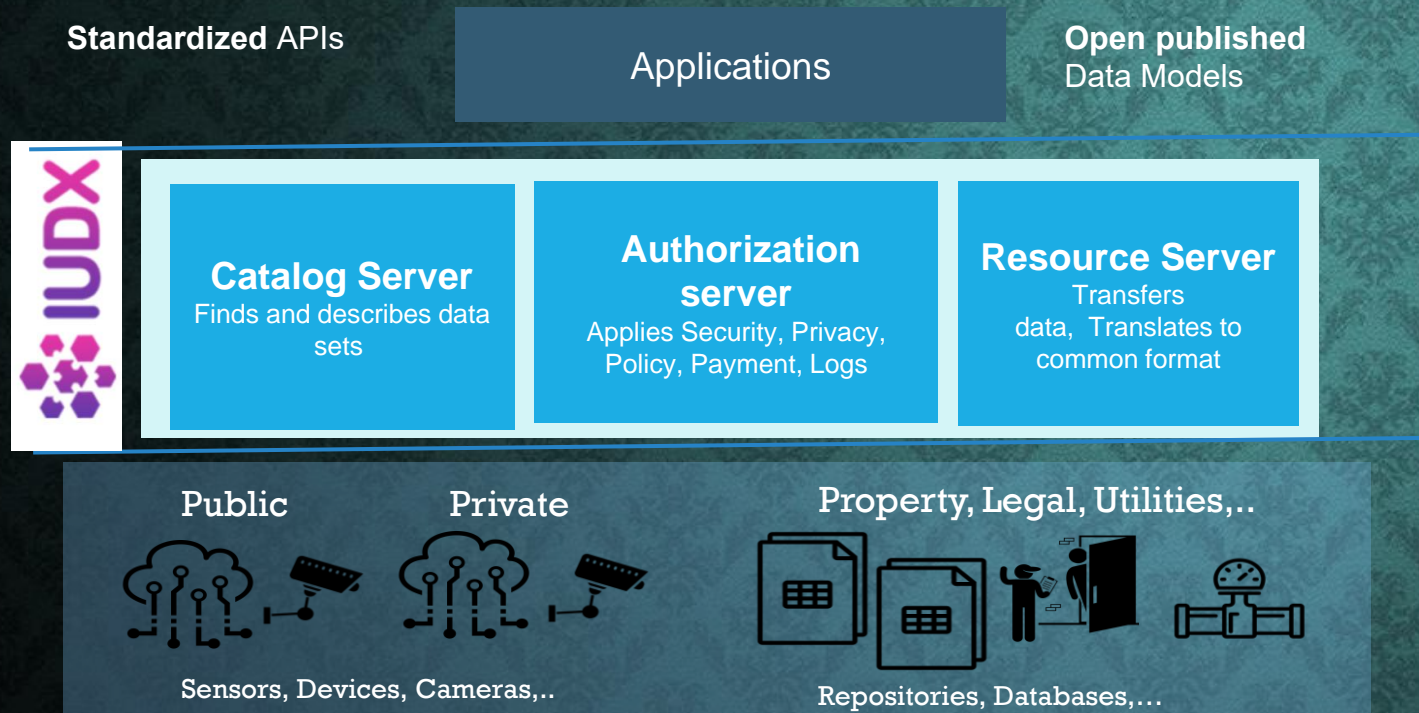 Standardized APIs
Applications
Open published
Data Models
IUDX
Catalog Server
Finds and describes data
sets
Authorization
server
Applies Security, Privacy,
Policy, Payment, Logs
Resource Server
Transfers
data, Translates to
common format
Public
Private
Property, Legal, Utilities,..
Sensors, Devices, Cameras,..
Repositories, Databases,...